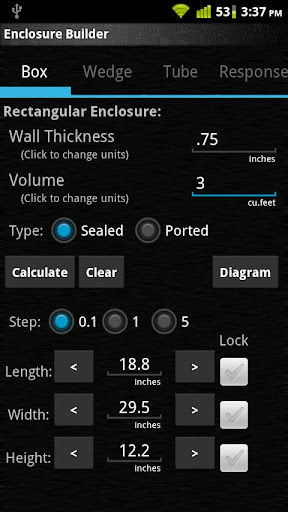 53 3:37 PM
Enclosure Builder
Box Wedge Tube Response
Rectangular Enclosure:
Wall Thickness .75
(Click to change units) inches
Volume 3
(Click to change units) cu.feet
Type: Sealed Ported
Calculate Clear Diagram
Step: 0.1 1 5
Lock
Length: < 18.8 >
inches
Width: < 29.5 >
inches
Height: < 12.2 >
inches